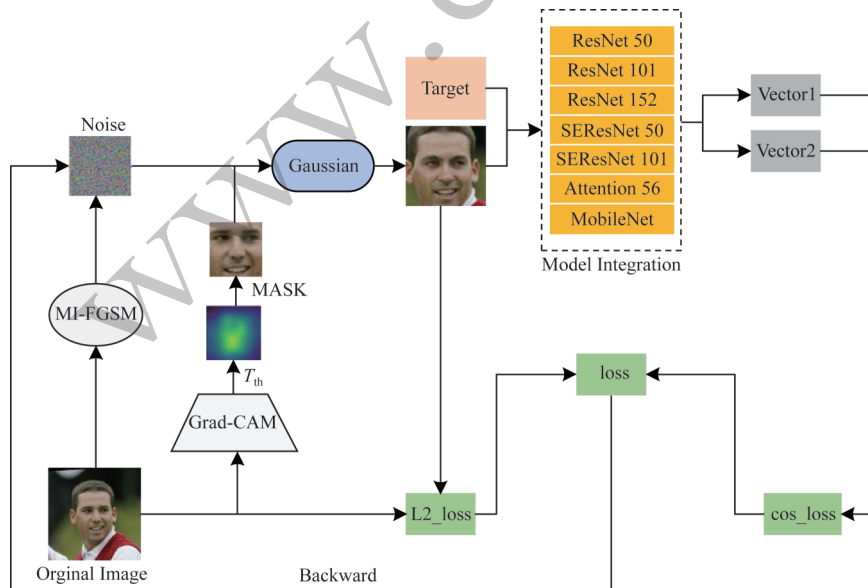 www.c
ResNet 50
ResNet 101
ResNet 152
SEResNet 50
SEResNet 101
Attention 56
MobileNet
Model Integration
Target
Vector1
Vector2
Noise
Gaussian
MASK
MI-FGSM
T_th
Grad-CAM
loss
L2_loss
cos_loss
Orginal Image
Backward